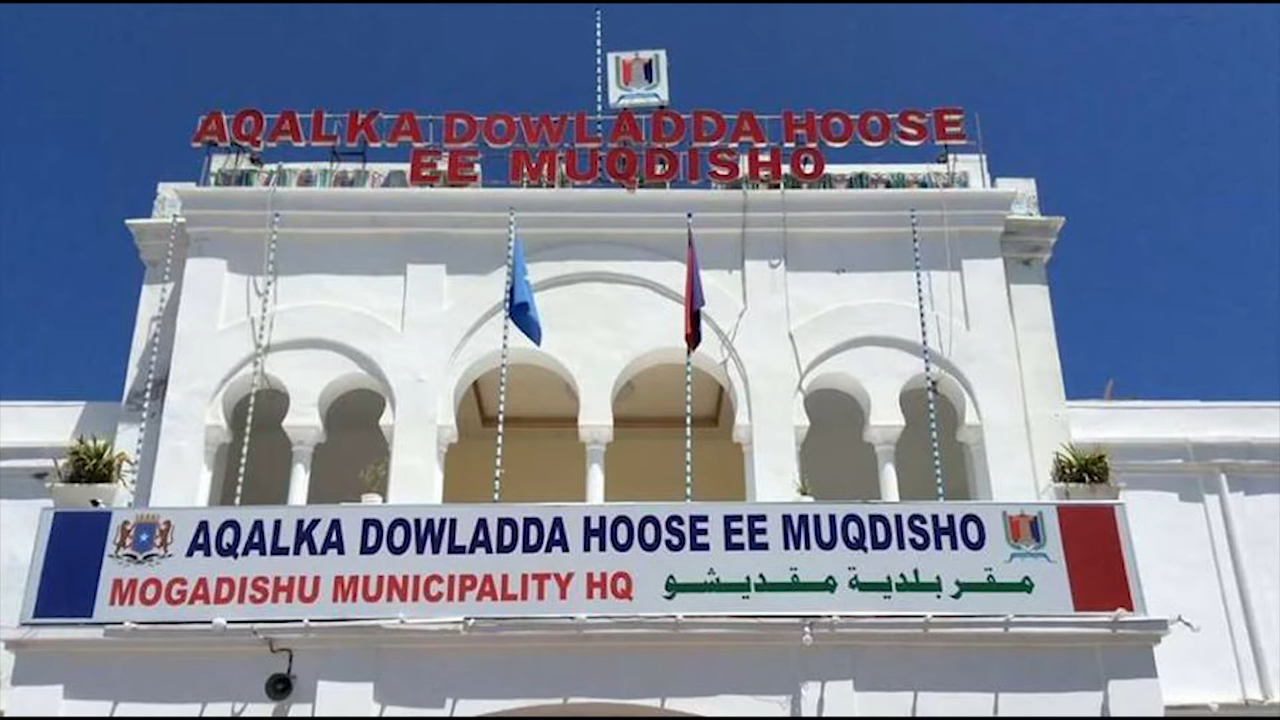 AQALKA DOWLADDA HOOSE
EE MUQDISHO
AQALKA DOWLADDA HOOSE EE MUQDISHO
MOGADISHU MUNICIPALITY HQ مقر بلدية مقديشو